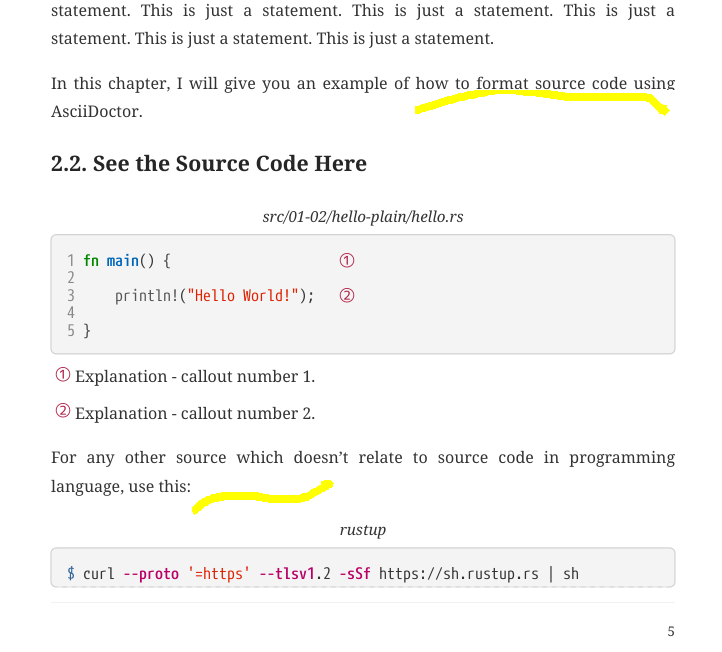 statement. This is just a statement. This is just a statement. This is just a
statement. This is just a statement. This is just a statement.
In this chapter, I will give you an example of how to format source code using
AsciiDoctor.
2.2. See the Source Code Here
src/01-02/hello-plain/hello.rs
1 fn main() { ①
2
3     println!("Hello World!"); ②
4
5 }
① Explanation - callout number 1.
② Explanation - callout number 2.
For any other source which doesn’t relate to source code in programming
language, use this:
rustup
$ curl --proto '=https' --tlsv1.2 -sSf https://sh.rustup.rs | sh
5